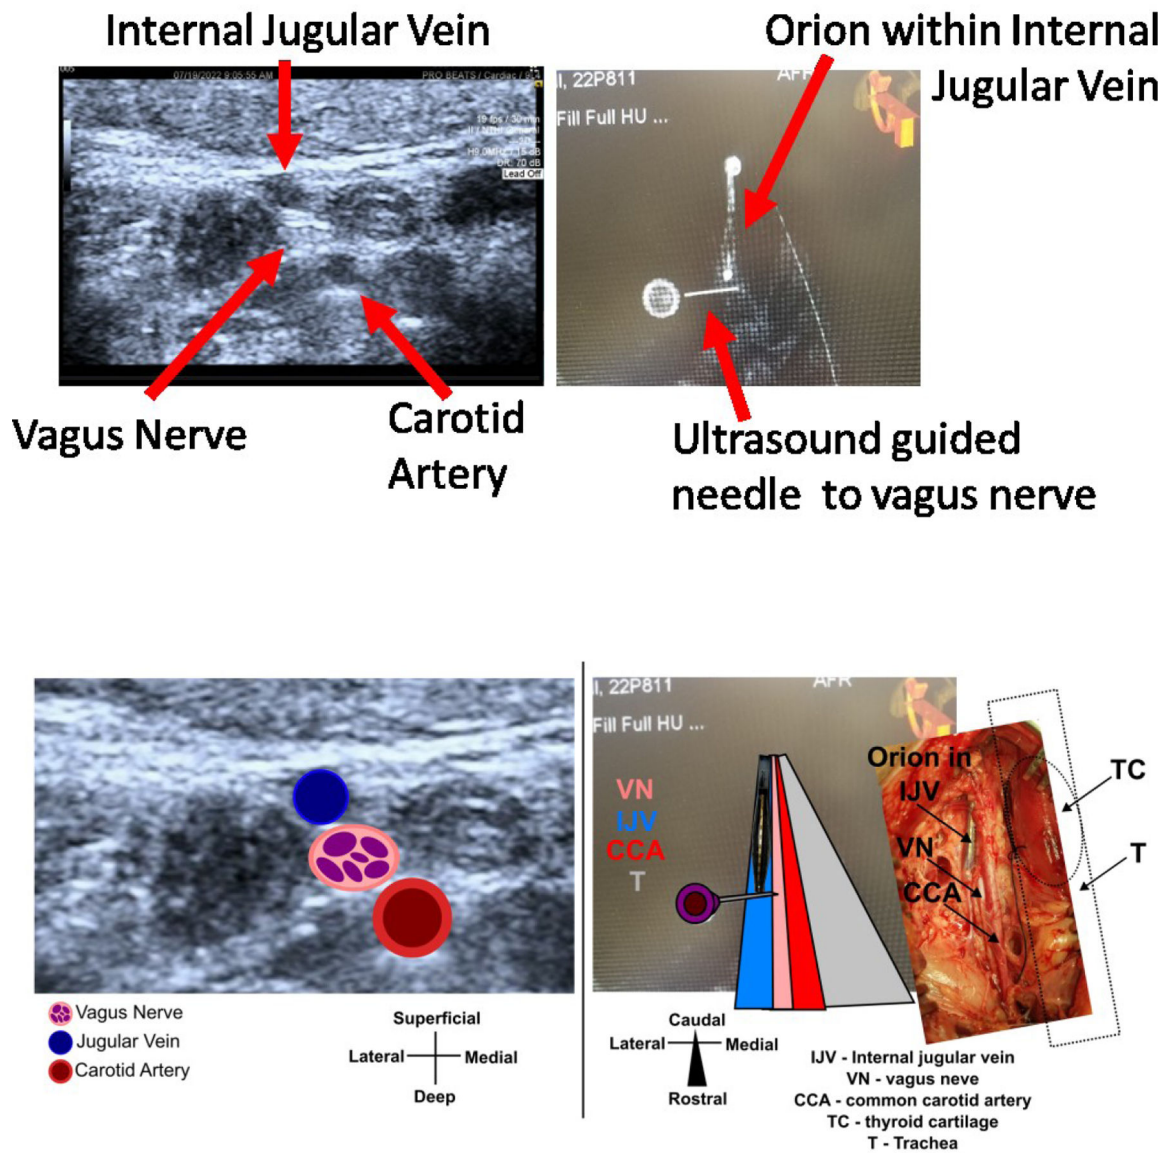 Internal Jugular Vein
Orion within Internal
Jugular Vein
07/19/2022 9:05:55 AM
PRO BEATS / Cardiac / 9L4
Lead Off
I, 22P811
AFR
Fill Full HU ...
Vagus Nerve
Carotid
Artery
Ultrasound guided
needle to vagus nerve
I, 22P811
AFR
Fill Full HU ...
VN
IJV
CCA
T
Orion in
IJV
VN
CCA
TC
T
Vagus Nerve
Jugular Vein
Carotid Artery
Superficial
Lateral
Medial
Deep
Caudal
Lateral
Medial
Rostral
IJV - Internal jugular vein
VN - vagus neve
CCA - common carotid artery
TC - thyroid cartilage
T - Trachea